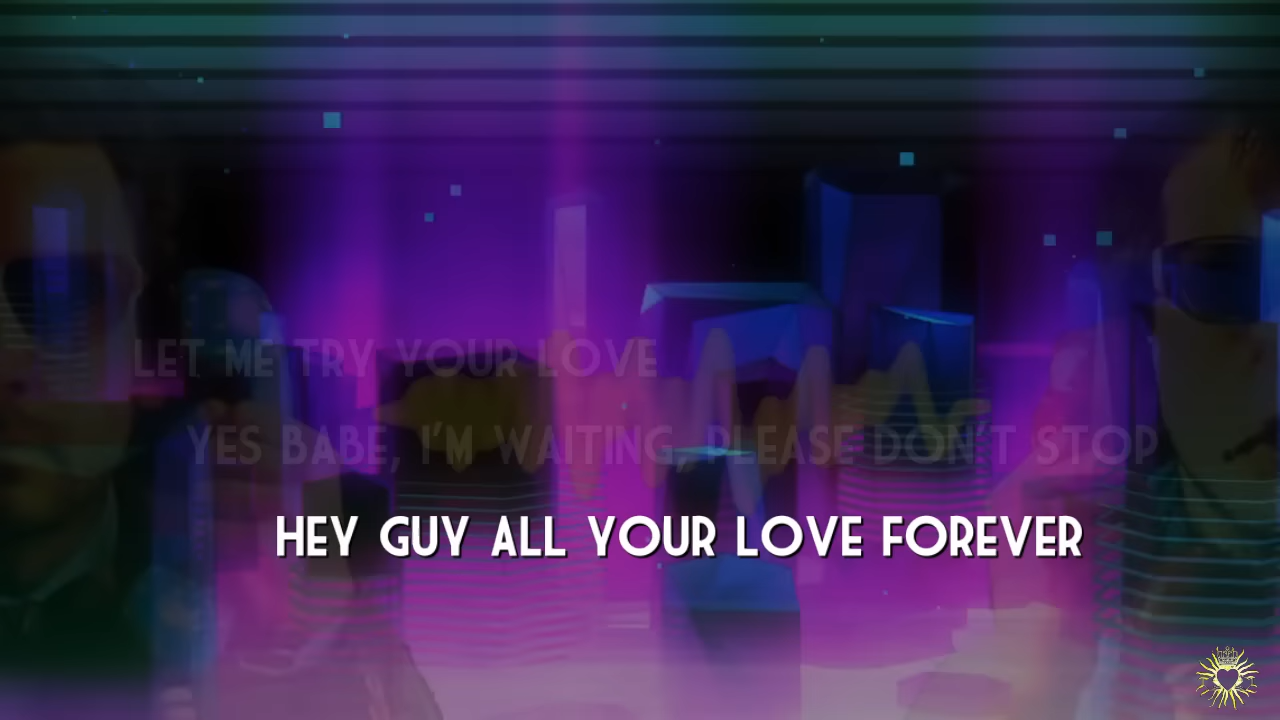 LET ME TRY YOUR LOVE
YES BABE, I'M WAITING, PLEASE DON'T STOP
HEY GUY ALL YOUR LOVE FOREVER